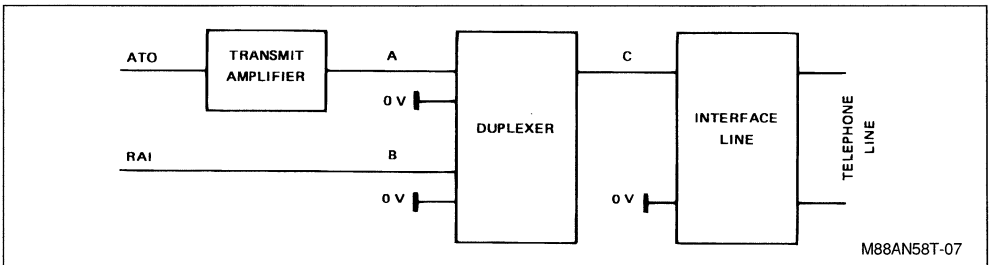 ATO
TRANSMIT
AMPLIFIER
A
0 V
DUPLEXER
C
INTERFACE
LINE
TELEPHONE
LINE
RAI
B
0 V
0 V
M88AN58T-07